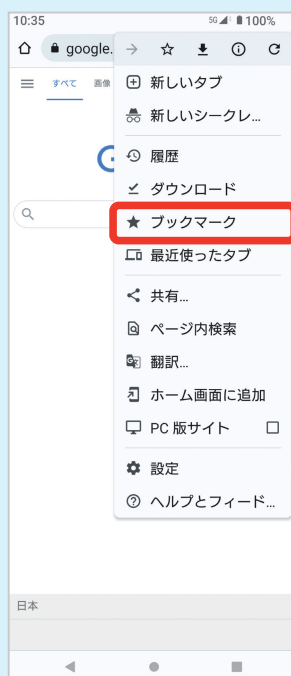 10:35 5G 100%
google.
すべて 画像
G
新しいタブ
新しいシークレ...
履歴
ダウンロード
ブックマーク
最近使ったタブ
共有...
ページ内検索
翻訳...
ホーム画面に追加
PC 版サイト
設定
ヘルプとフィード...
日本